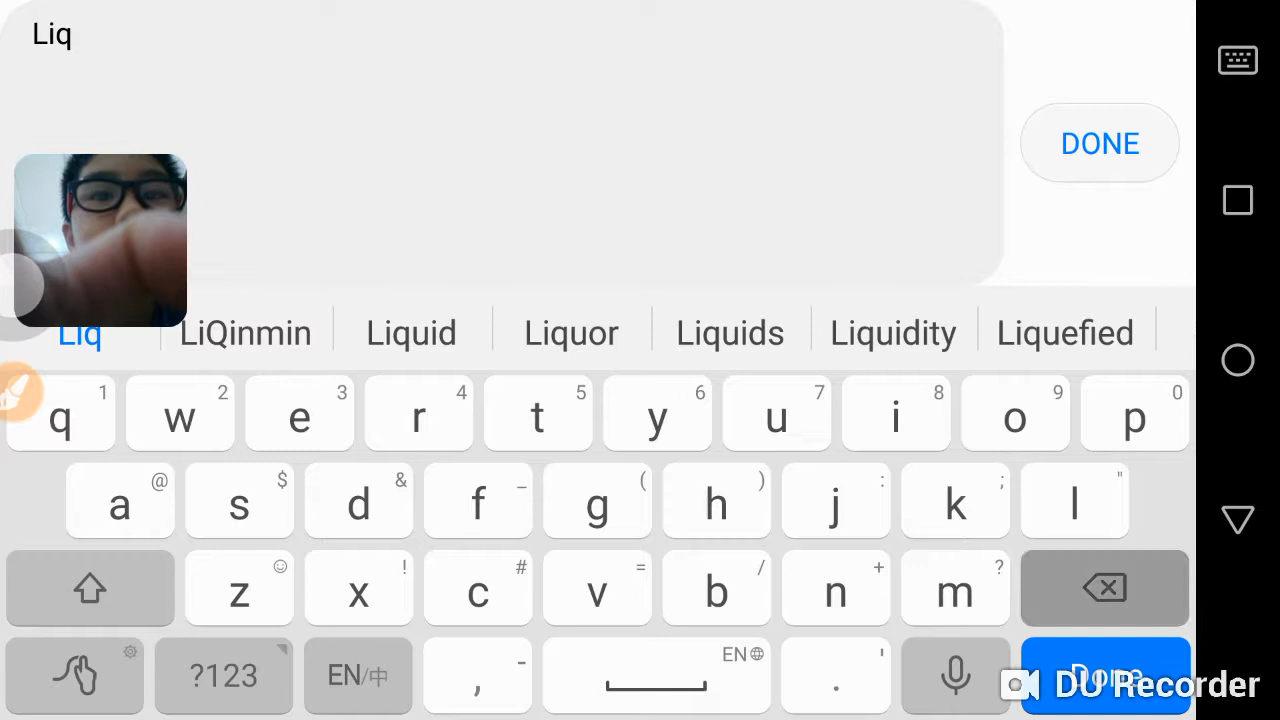 Liq
DONE
Liq LiQinmin Liquid Liquor Liquids Liquidity Liquefied
q 1 w 2 e 3 r 4 t 5 y 6 u 7 i 8 o 9 p 0
a @ s $ d & f _ g ( h ) j : k ; l "
z x ! c # v = b / n + m ?
?123 EN/中 , - EN . ' Done
DU Recorder